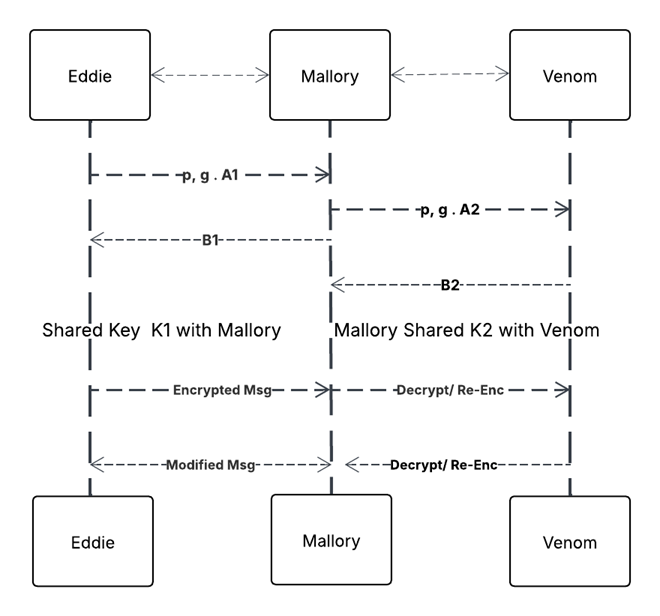 Eddie
Mallory
Venom
p, g . A1
p, g . A2
B1
B2
Shared Key K1 with Mallory
Mallory Shared K2 with Venom
Encrypted Msg
Decrypt/ Re-Enc
Modified Msg
Decrypt/ Re-Enc
Eddie
Mallory
Venom